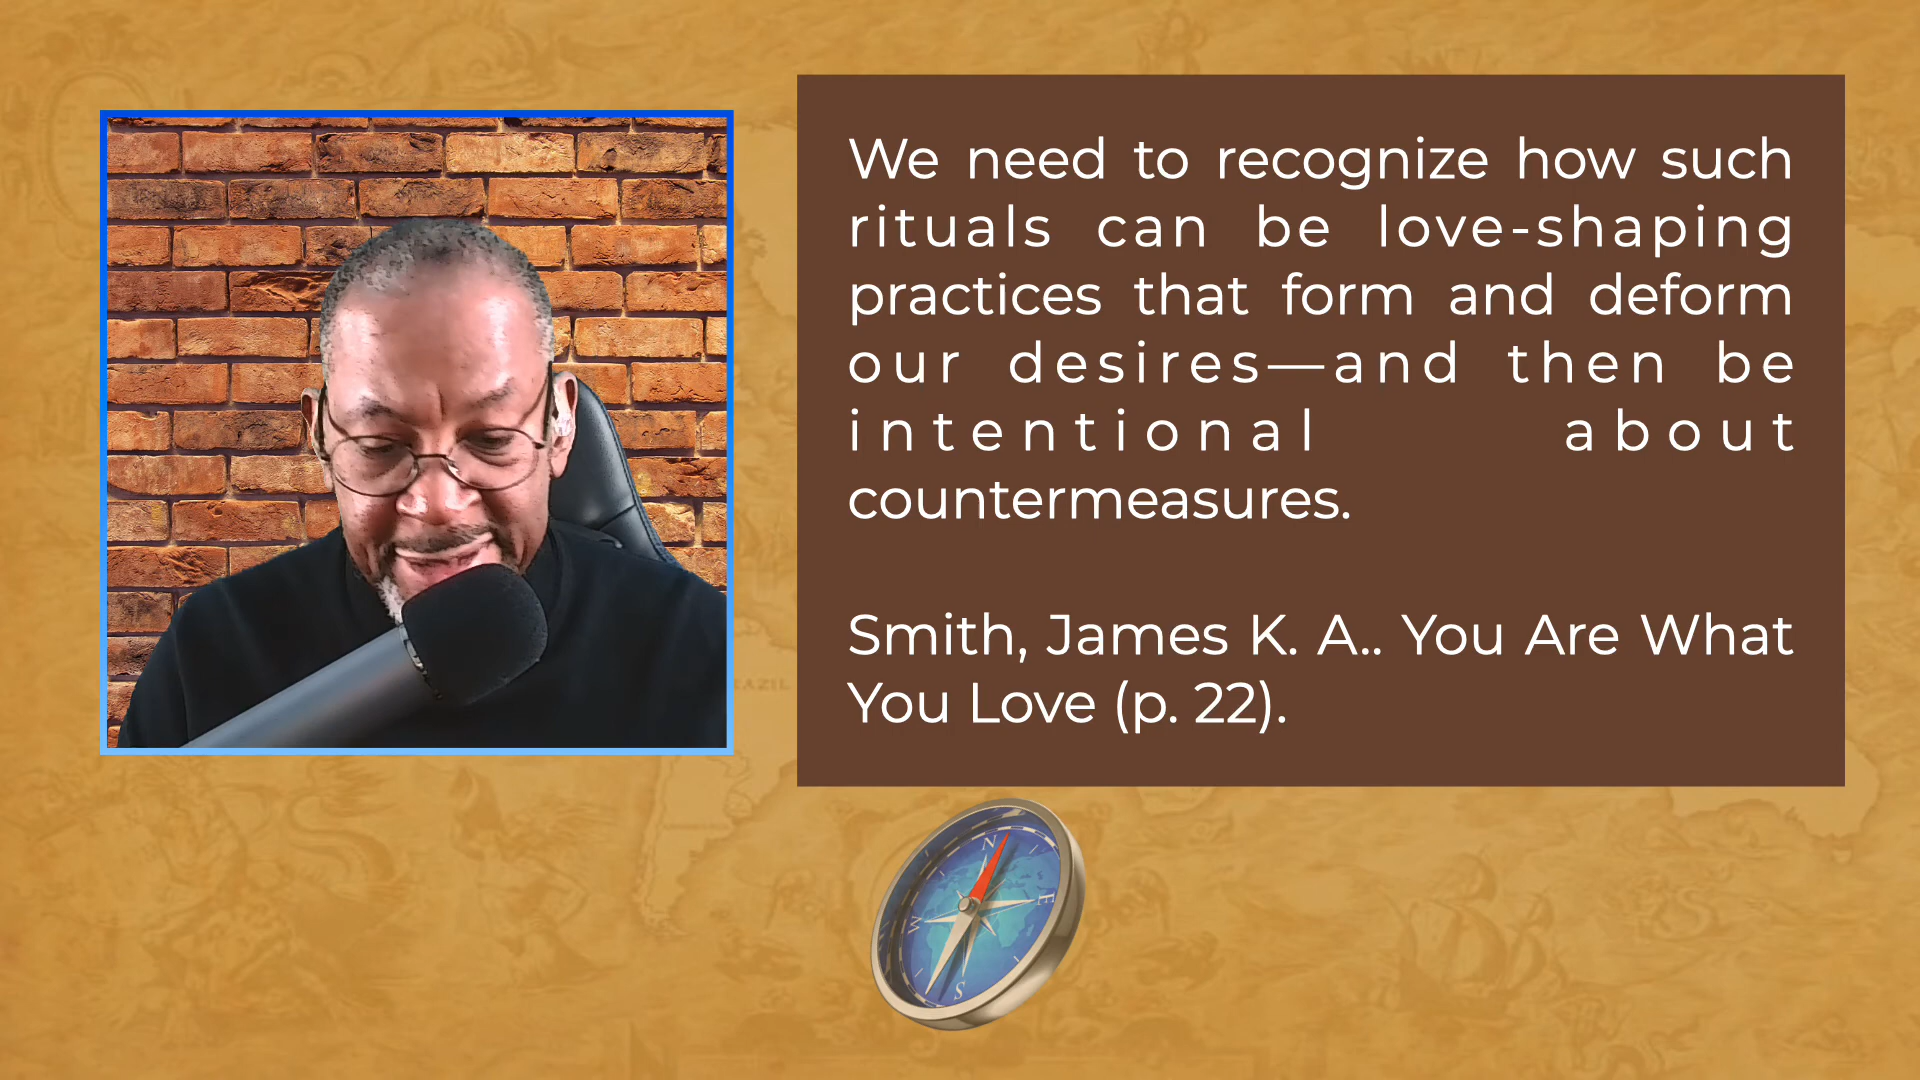 We need to recognize how such
rituals can be love-shaping
practices that form and deform
our desires—and then be
intentional about
countermeasures.
Smith, James K. A.. You Are What
You Love (p. 22).
RAZIL
N
E
W
S